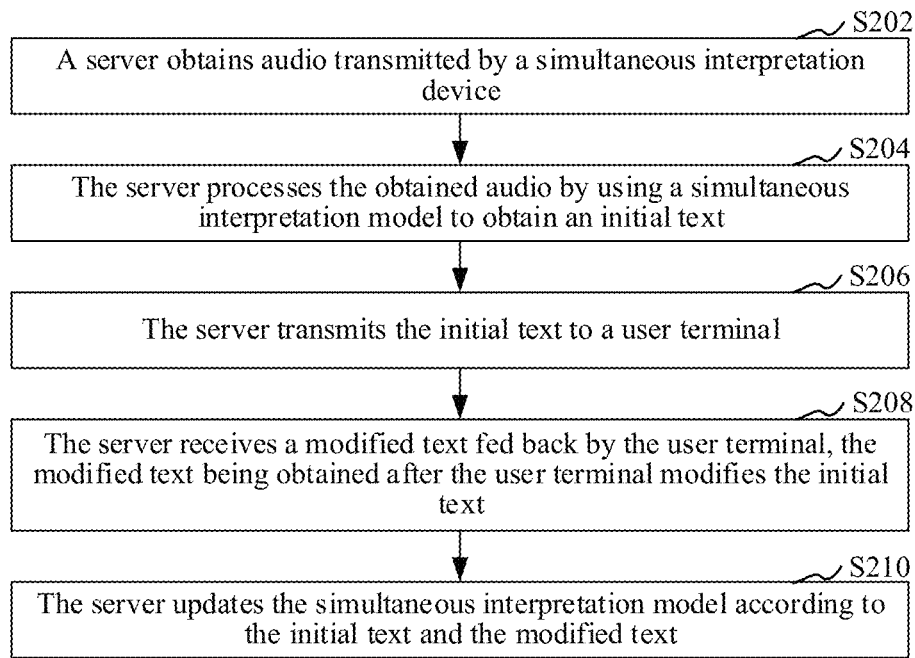 S202
A server obtains audio transmitted by a simultaneous interpretation
device
S204
The server processes the obtained audio by using a simultaneous
interpretation model to obtain an initial text
S206
The server transmits the initial text to a user terminal
S208
The server receives a modified text fed back by the user terminal, the
modified text being obtained after the user terminal modifies the initial
text
S210
The server updates the simultaneous interpretation model according to
the initial text and the modified text